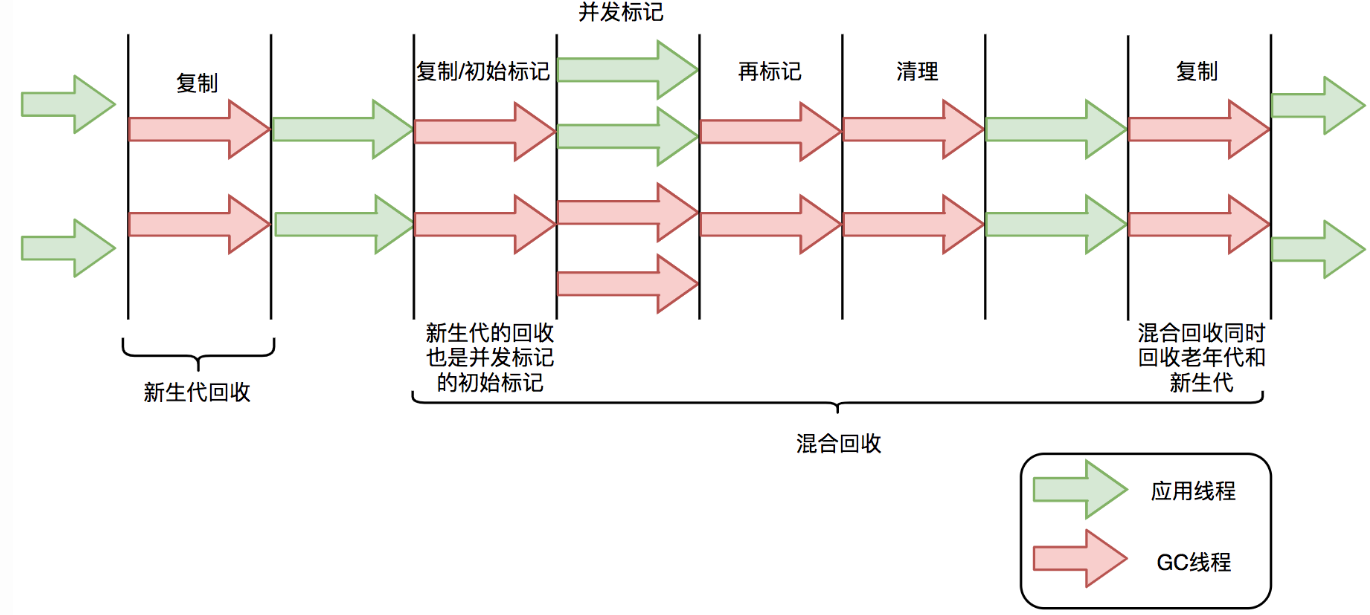 并发标记
复制
复制/初始标记
再标记
清理
复制
新生代的回收
也是并发标记
的初始标记
混合回收同时
回收老年代和
新生代
新生代回收
混合回收
应用线程
GC线程